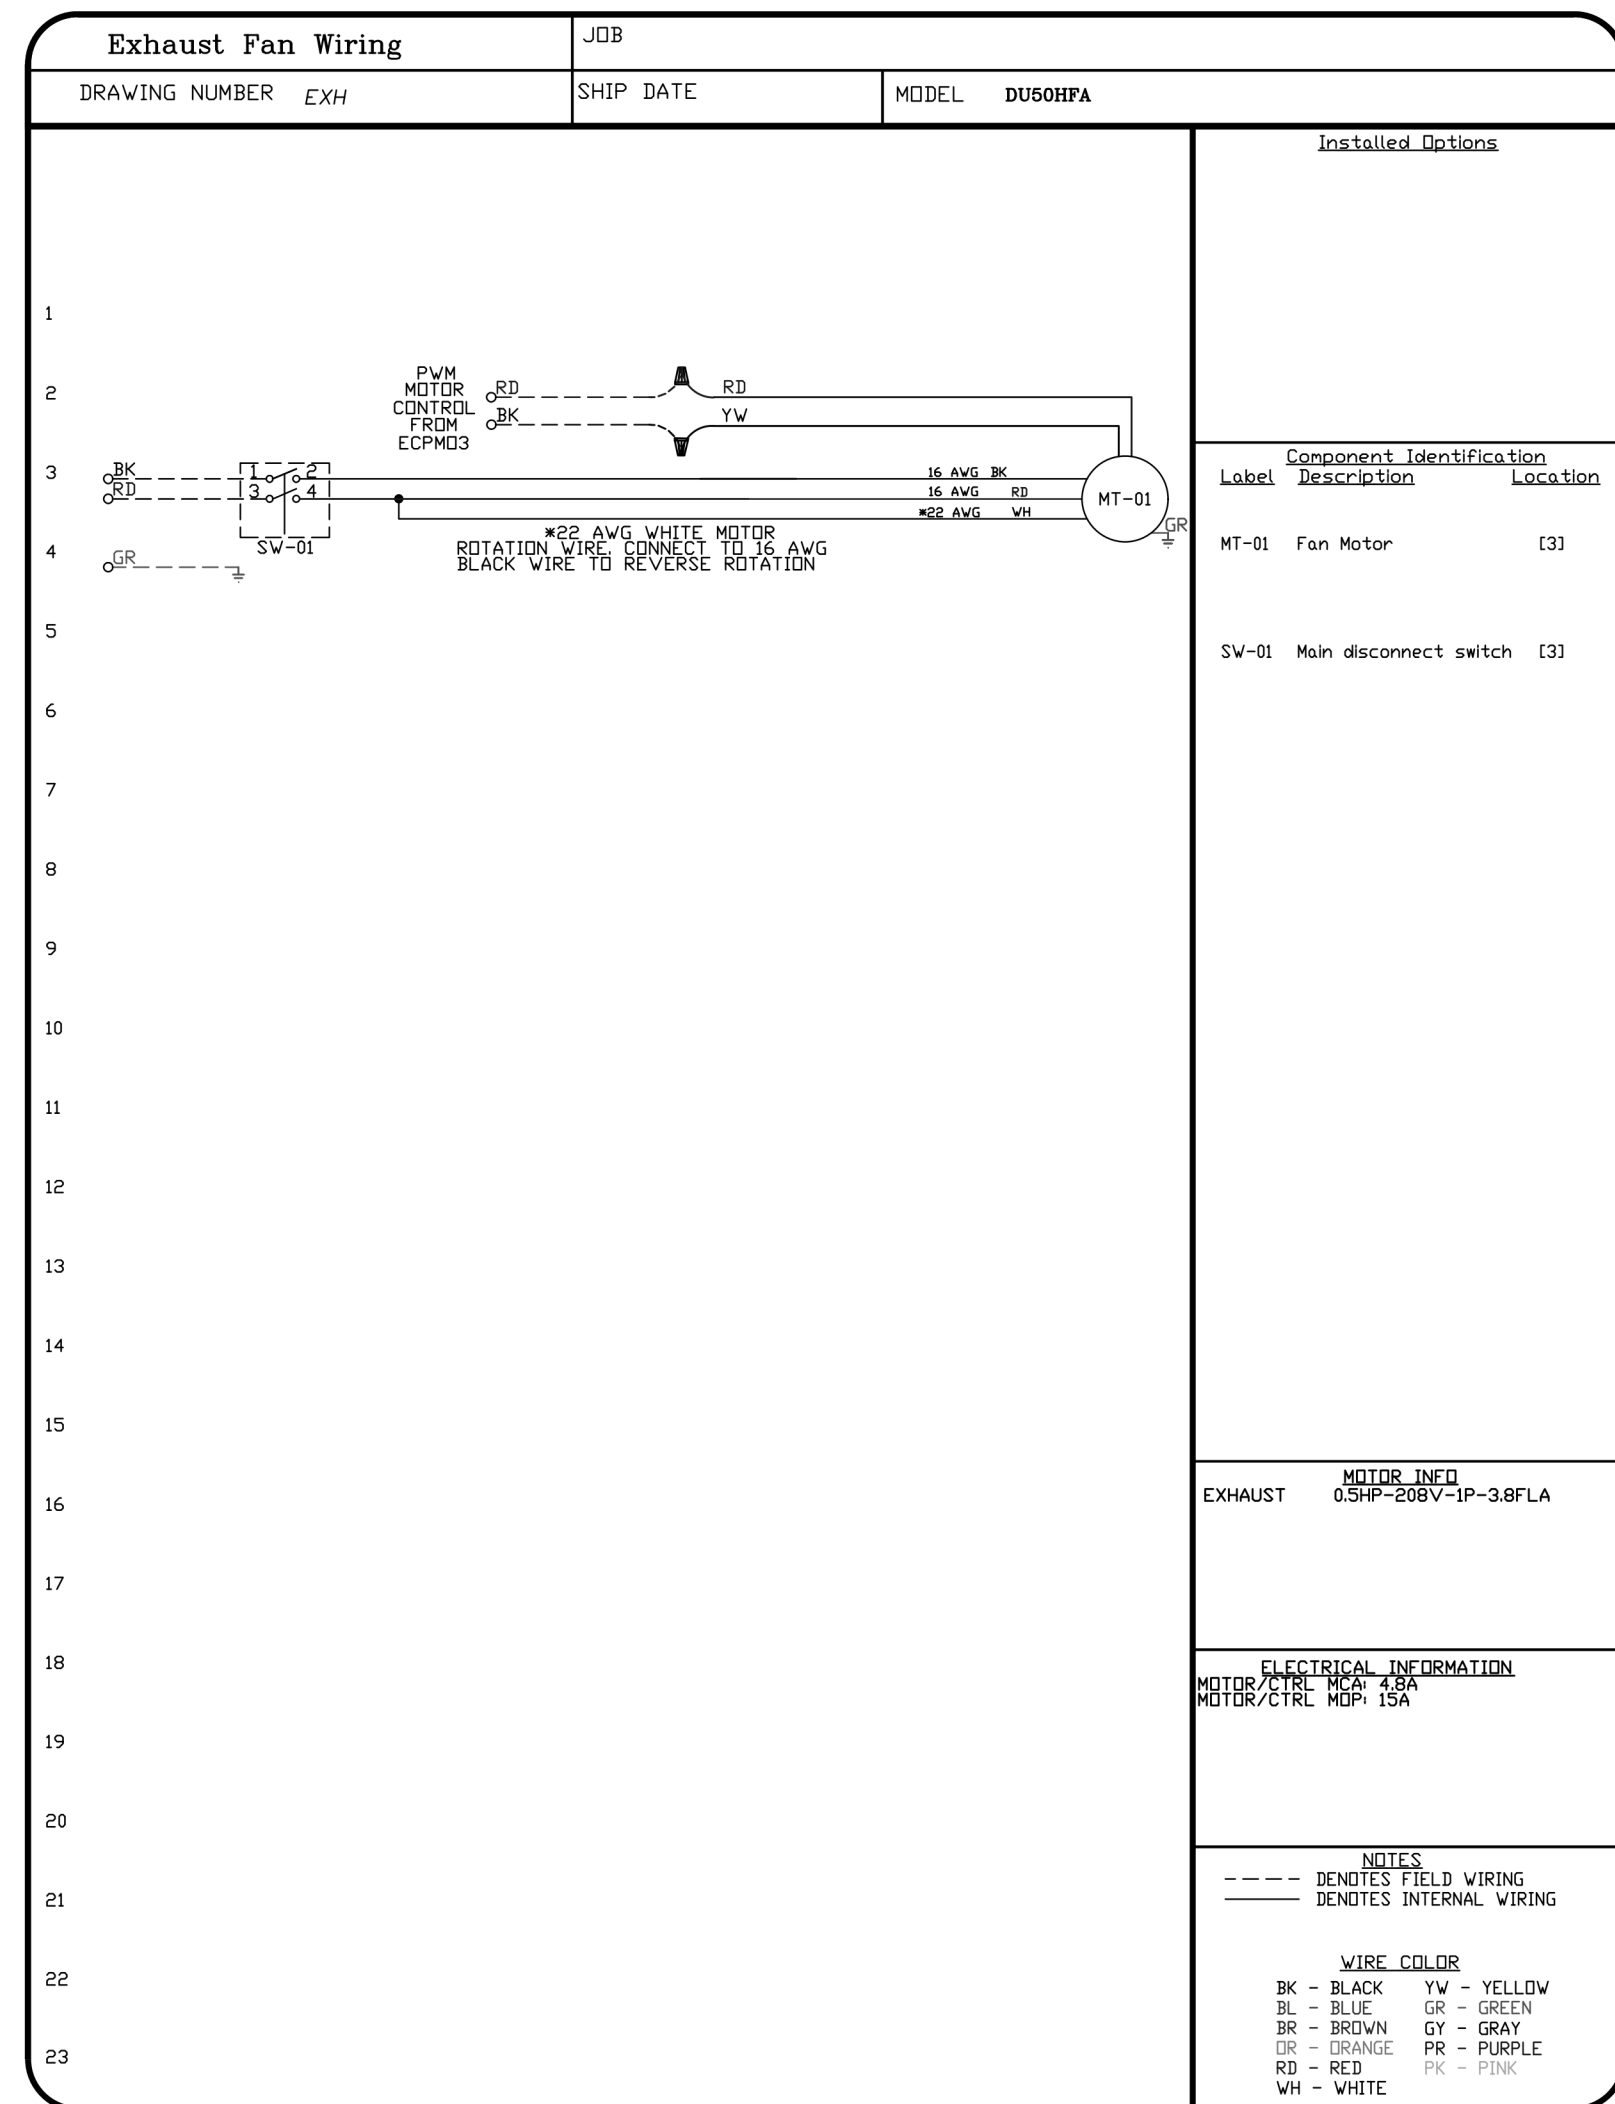 Exhaust Fan Wiring
JOB
DRAWING NUMBER EXH
SHIP DATE
MODEL DU50HFA
Installed Options
1
2
3
4
5
6
7
8
9
10
11
12
13
14
15
16
17
18
19
20
21
22
23
PWM
MOTOR
CONTROL
FROM
ECPM03
RD
BK
RD
YW
BK
RD
1
2
3
4
SW-01
GR
16 AWG BK
16 AWG RD
*22 AWG WH
MT-01
GR
*22 AWG WHITE MOTOR
ROTATION WIRE. CONNECT TO 16 AWG
BLACK WIRE TO REVERSE ROTATION
Component Identification
Label Description Location
MT-01 Fan Motor [3]
SW-01 Main disconnect switch [3]
MOTOR INFO
EXHAUST 0.5HP-208V-1P-3.8FLA
ELECTRICAL INFORMATION
MOTOR/CTRL MCA: 4.8A
MOTOR/CTRL MOP: 15A
NOTES
DENOTES FIELD WIRING
DENOTES INTERNAL WIRING
WIRE COLOR
BK - BLACK YW - YELLOW
BL - BLUE GR - GREEN
BR - BROWN GY - GRAY
OR - ORANGE PR - PURPLE
RD - RED PK - PINK
WH - WHITE